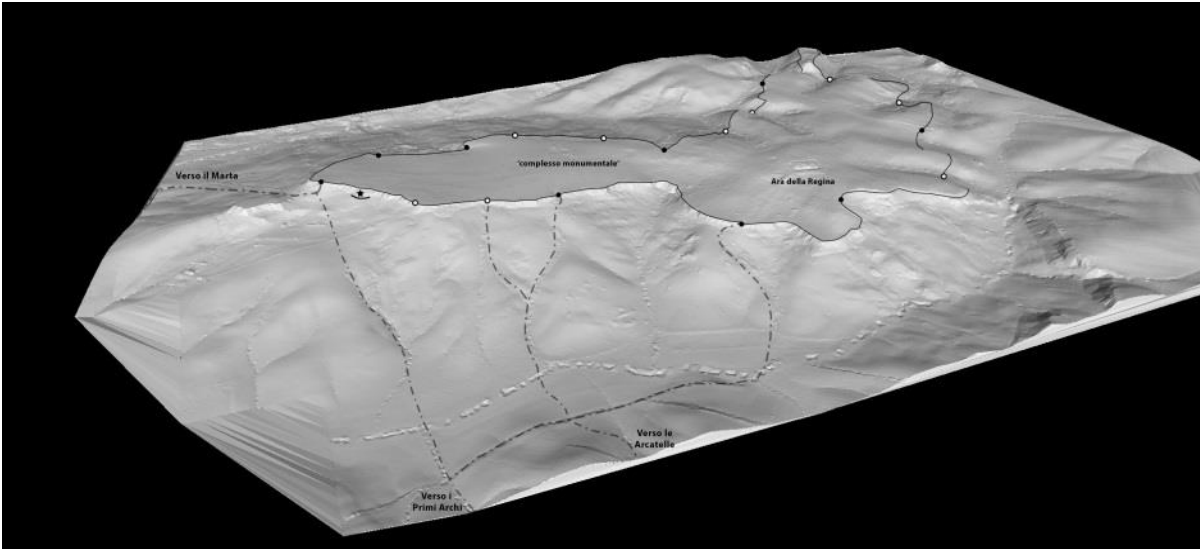 Verso il Marta
'complesso monumentale'
Ara della Regina
Verso le
Arcatelle
Verso i
Primi Archi